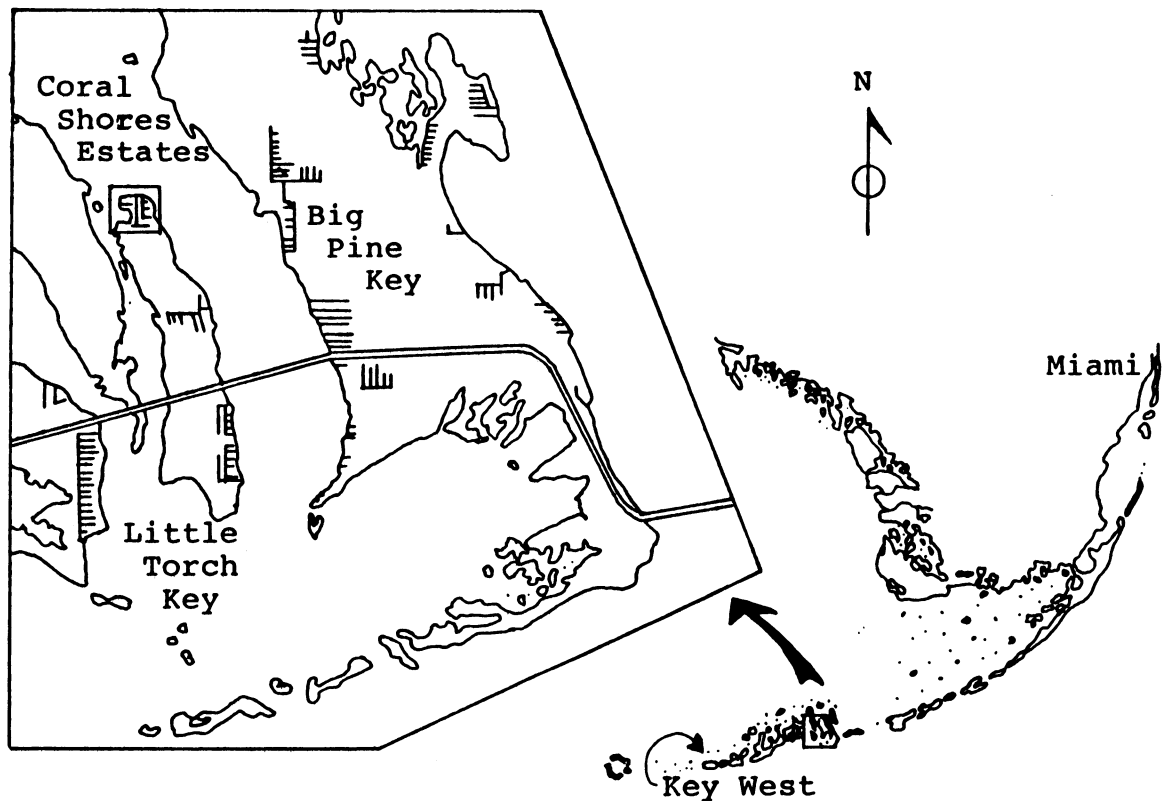 Coral
Shores
Estates
Big
Pine
Key
Little
Torch
Key
N
Miami
Key West